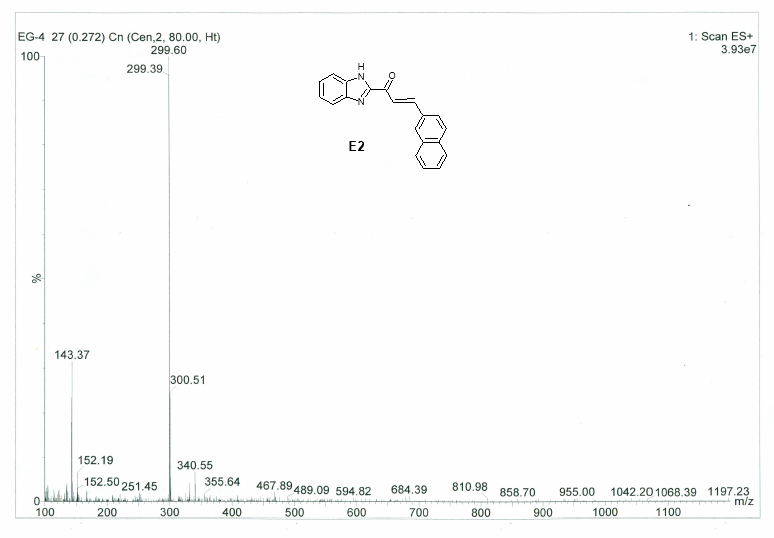 EG-4 27 (0.272) Cn (Cen,2, 80.00, Ht)
1: Scan ES+
3.93e7
100
299.60
299.39
H
N
O
N
E2
%
143.37
300.51
152.19
152.50
251.45
340.55
355.64
467.89
489.09
594.82
684.39
810.98
858.70
955.00
1042.20
1068.39
1197.23
0
m/z
100 200 300 400 500 600 700 800 900 1000 1100